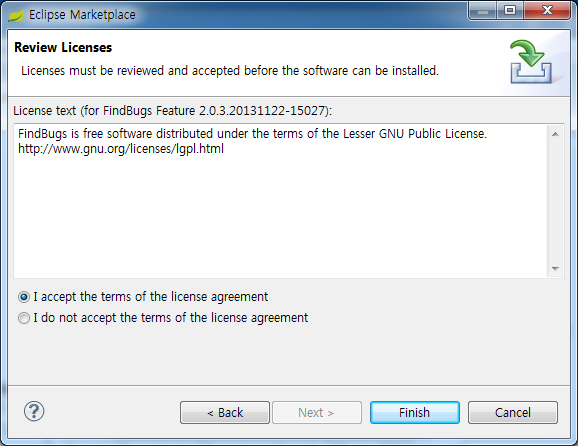 Eclipse Marketplace
Review Licenses
Licenses must be reviewed and accepted before the software can be installed.
License text (for FindBugs Feature 2.0.3.20131122-15027):
FindBugs is free software distributed under the terms of the Lesser GNU Public License.
http://www.gnu.org/licenses/lgpl.html
I accept the terms of the license agreement
I do not accept the terms of the license agreement
?
< Back
Next >
Finish
Cancel